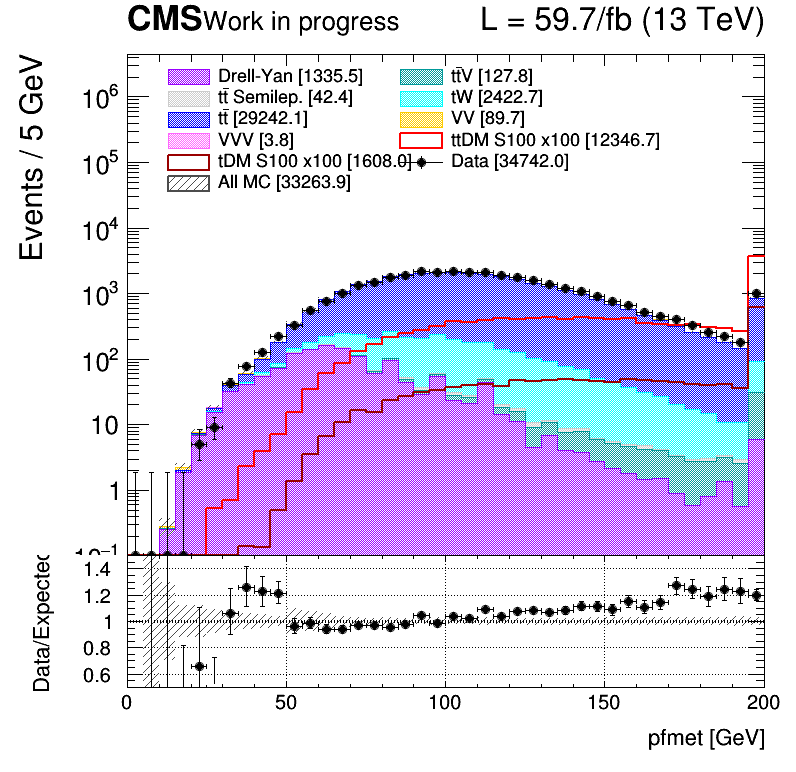 CMS Work in progress L = 59.7/fb (13 TeV)
Events / 5 GeV
Drell-Yan [1335.5] tt̄V [127.8]
tt̄ Semilep. [42.4] tW [2422.7]
tt̄ [29242.1] VV [89.7]
VVV [3.8] ttDM S100 x100 [12346.7]
tDM S100 x100 [1608.0] Data [34742.0]
All MC [33263.9]
10⁶
10⁵
10⁴
10³
10²
10
1
10⁻¹
Data/Expected
1.4
1.2
1
0.8
0.6
0 50 100 150 200
pfmet [GeV]